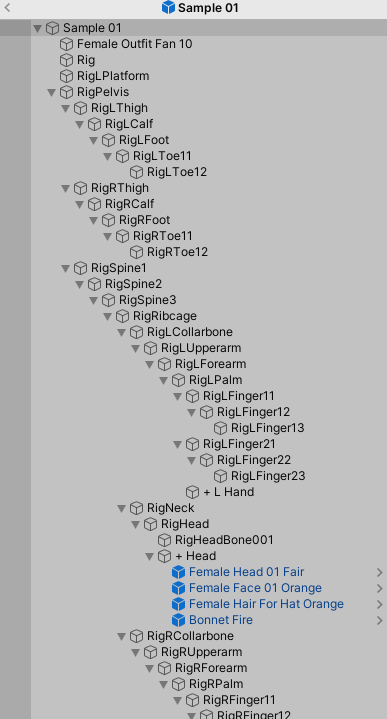 Sample 01
Sample 01
Female Outfit Fan 10
Rig
RigLPlatform
RigPelvis
RigLThigh
RigLCalf
RigLFoot
RigLToe11
RigLToe12
RigRThigh
RigRCalf
RigRFoot
RigRToe11
RigRToe12
RigSpine1
RigSpine2
RigSpine3
RigRibcage
RigLCollarbone
RigLUpperarm
RigLForearm
RigLPalm
RigLFinger11
RigLFinger12
RigLFinger13
RigLFinger21
RigLFinger22
RigLFinger23
+ L Hand
RigNeck
RigHead
RigHeadBone001
+ Head
Female Head 01 Fair
Female Face 01 Orange
Female Hair For Hat Orange
Bonnet Fire
RigRCollarbone
RigRUpperarm
RigRForearm
RigRPalm
RigRFinger11
RigRFinger12